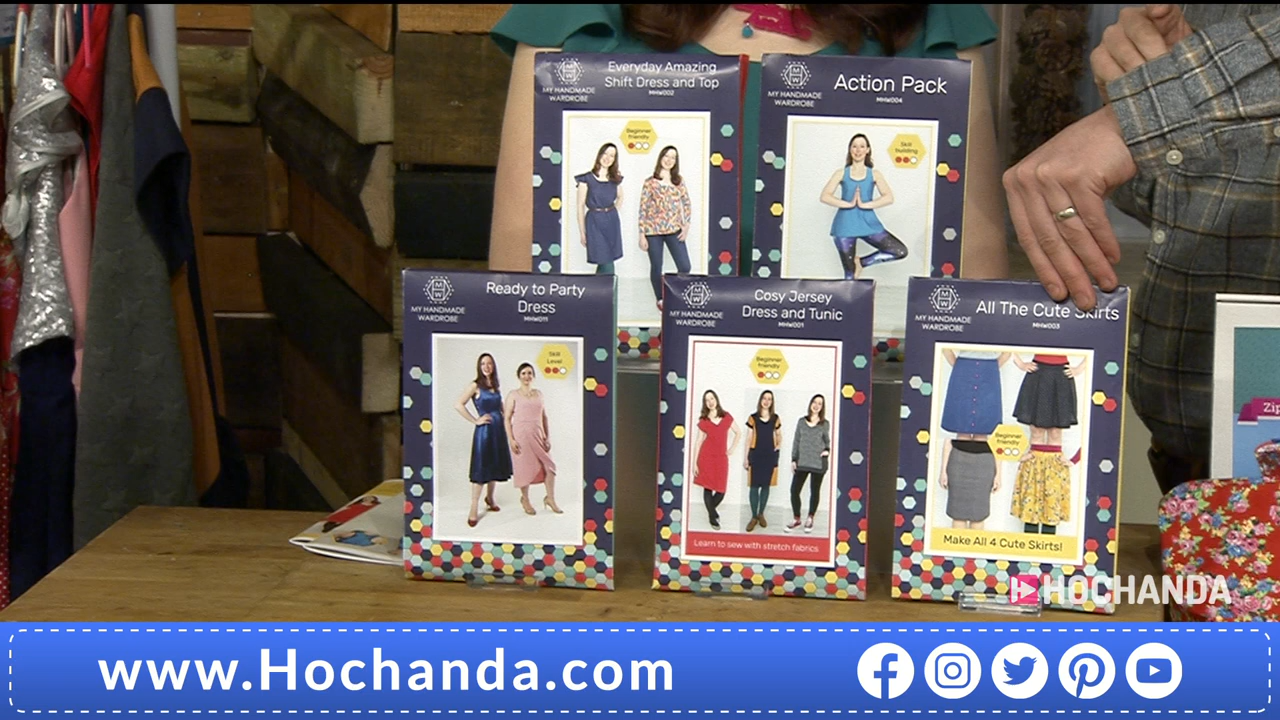 MY HANDMADE
WARDROBE
Everyday Amazing
Shift Dress and Top
MHW002
Beginner
friendly
MY HANDMADE
WARDROBE
Action Pack
MHW004
Skill
building
MY HANDMADE
WARDROBE
Ready to Party
Dress
MHW011
Skill
Level
MY HANDMADE
WARDROBE
Cosy Jersey
Dress and Tunic
MHW001
Beginner
friendly
Learn to sew with stretch fabrics
MY HANDMADE
WARDROBE
All The Cute Skirts
MHW003
Beginner
friendly
Make All 4 Cute Skirts!
Zip
HOCHANDA
www.Hochanda.com